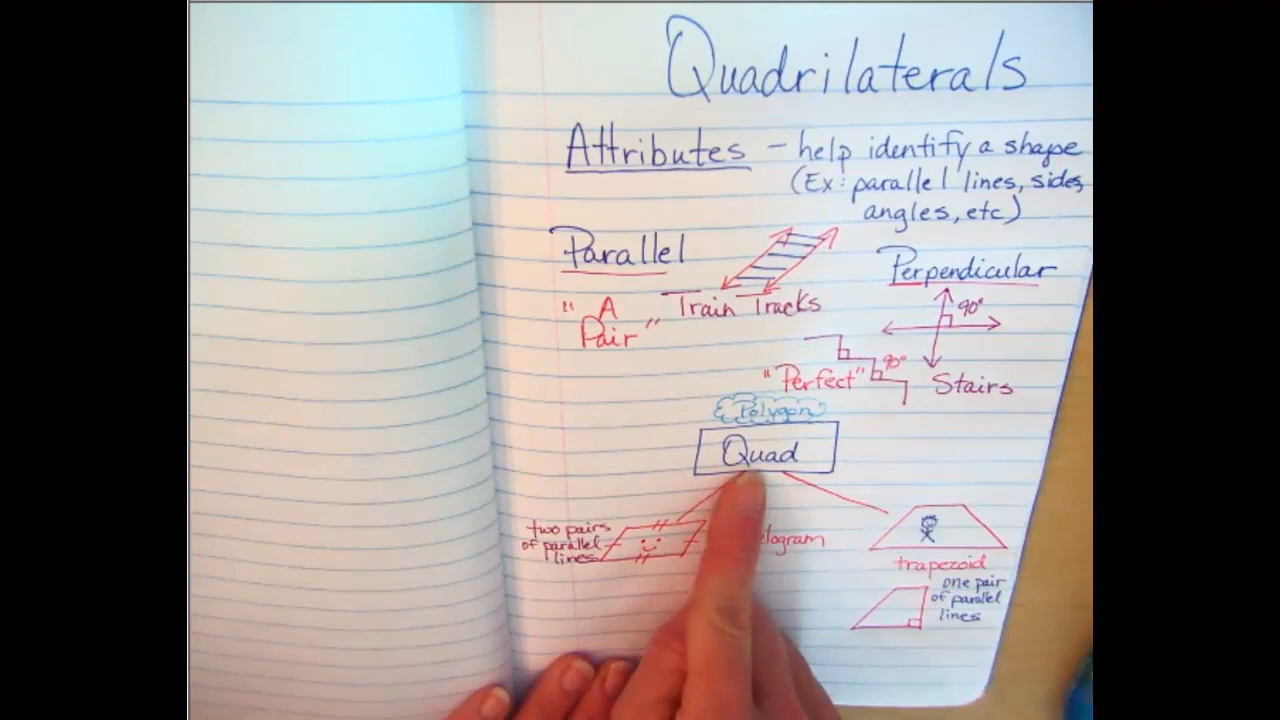 Quadrilaterals
Attributes - help identify a shape
(Ex: parallel lines, sides,
angles, etc)
Parallel
Perpendicular
" A
Pair "
Train Tracks
90°
"Perfect"
90°
Stairs
Polygon
Quad
two pairs
of parallel
lines
logram
trapezoid
one pair
of parallel
lines